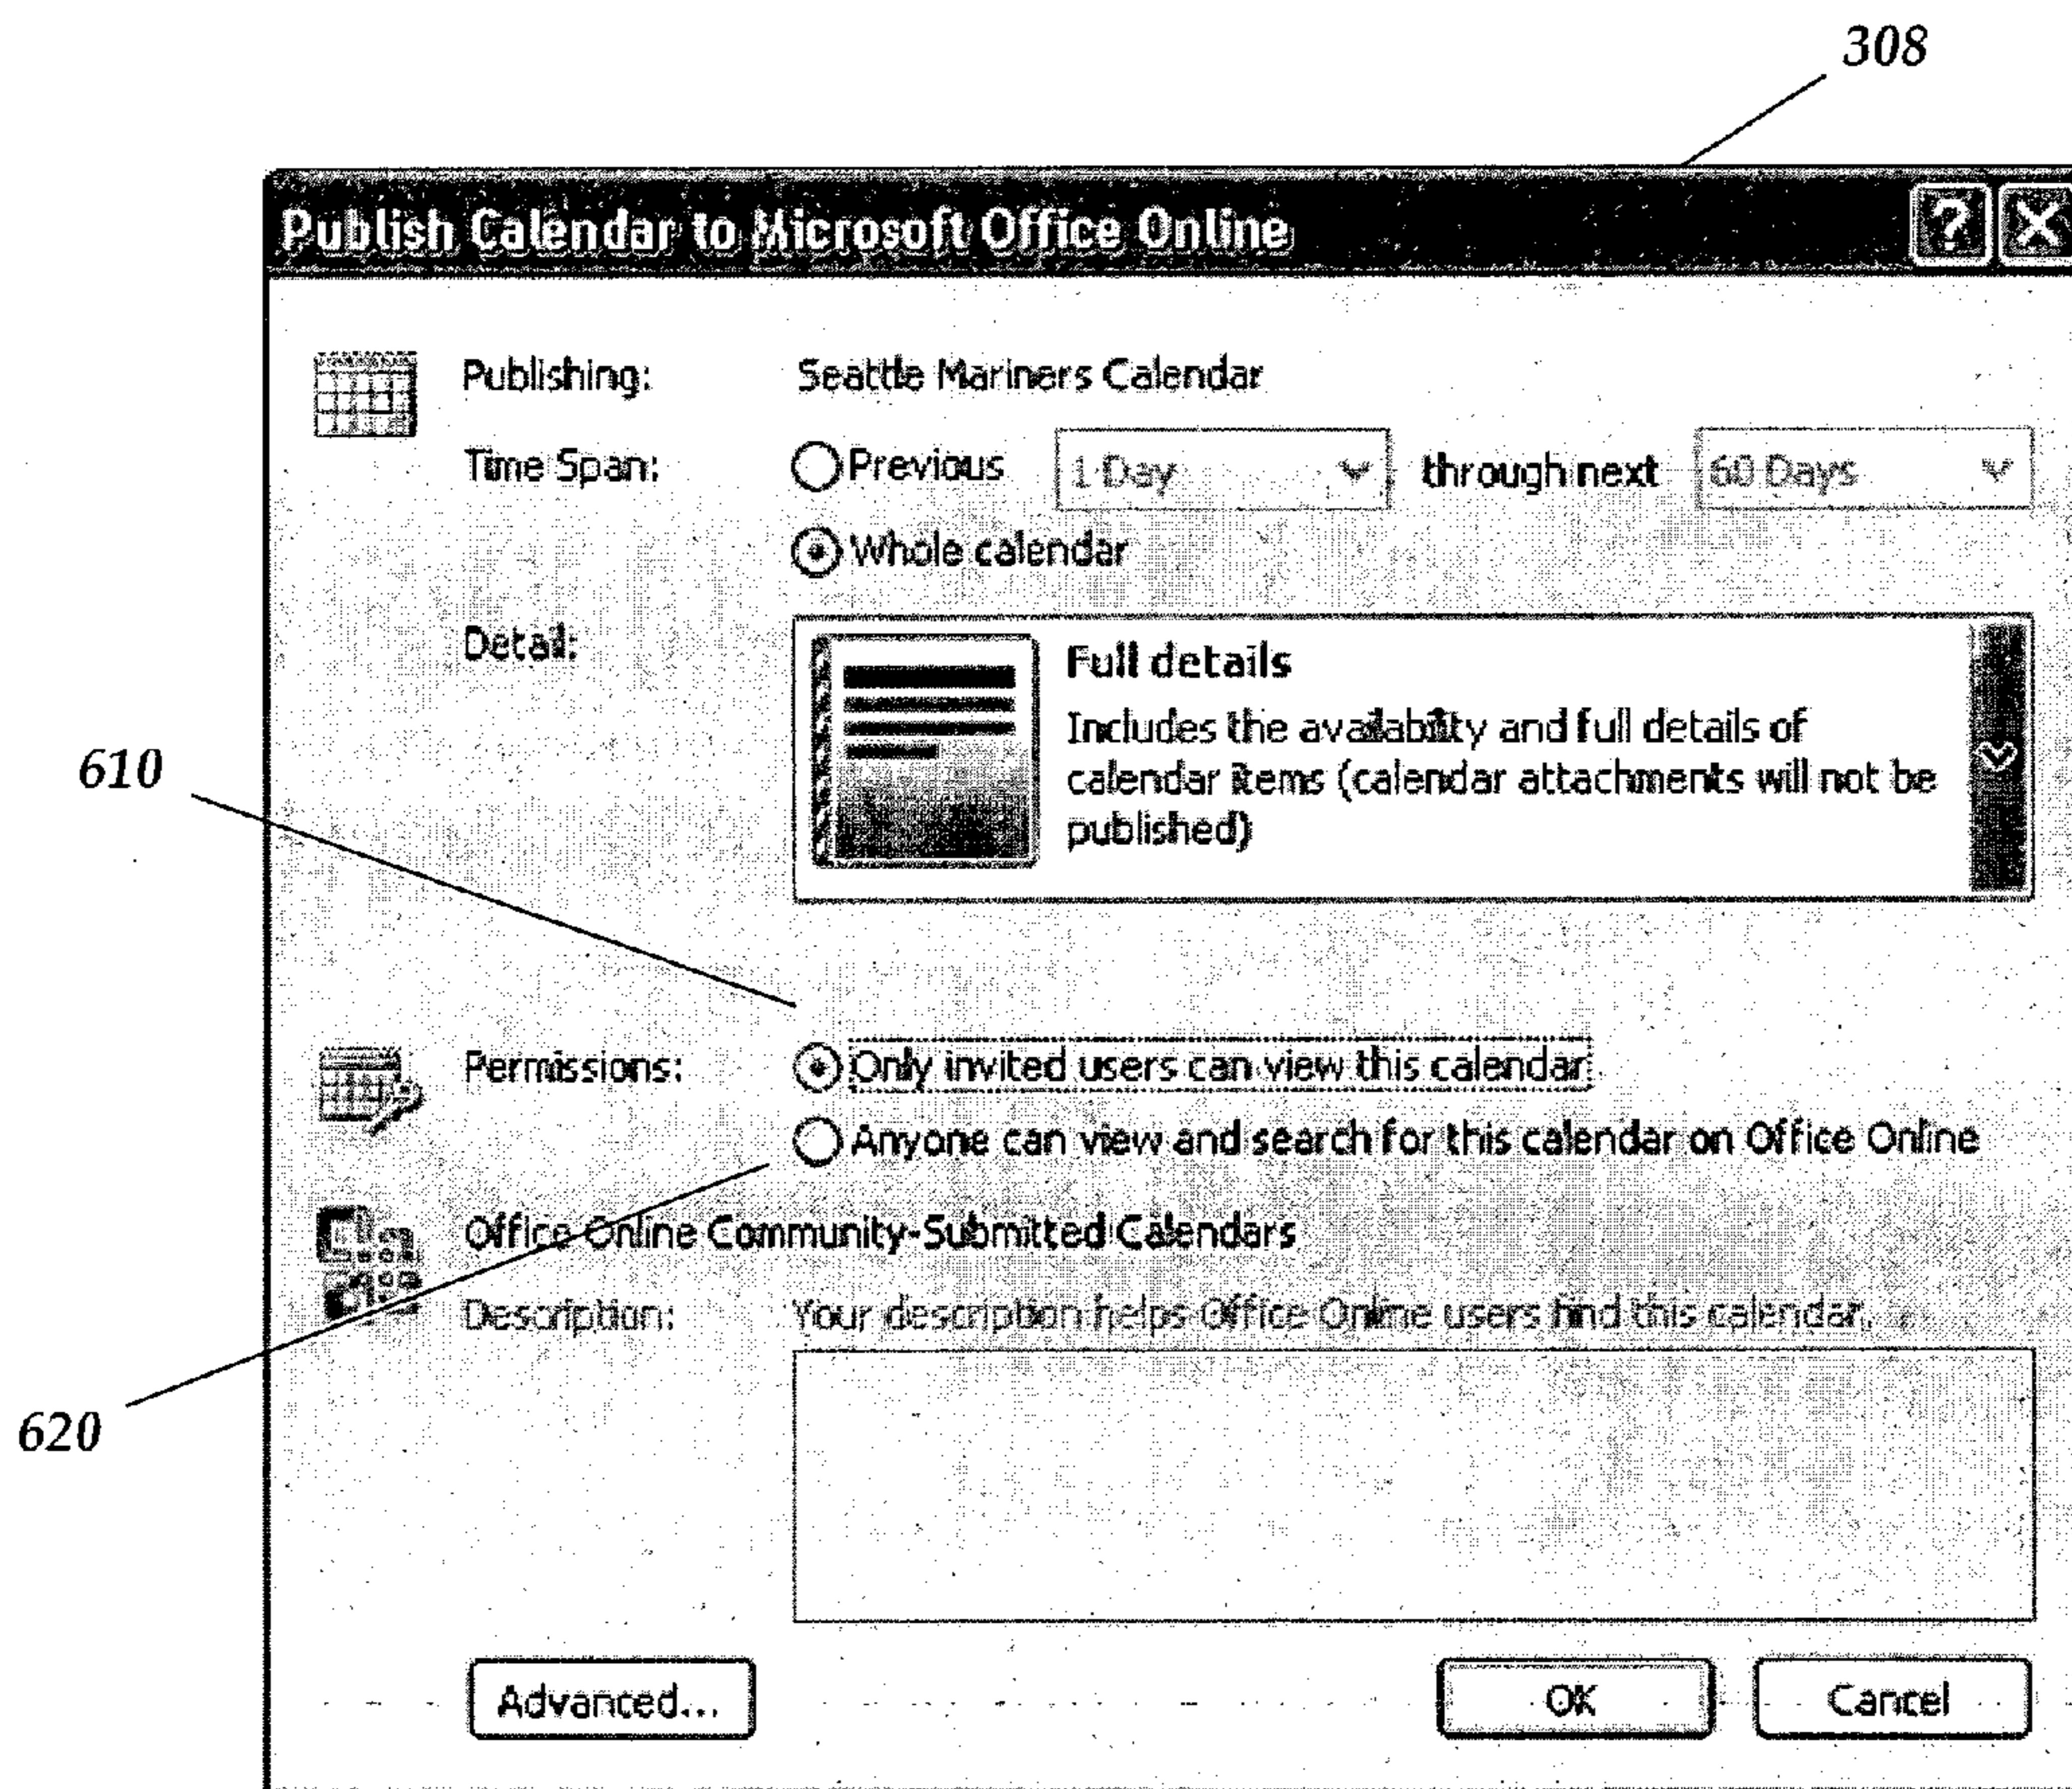 308
Publish Calendar to Microsoft Office Online ? X
Publishing: Seattle Mariners Calendar
Time Span: Previous 1 Day through next 60 Days
Whole calendar
Detail: Full details
Includes the availability and full details of
calendar items (calendar attachments will not be
published)
610
Permissions: Only invited users can view this calendar
Anyone can view and search for this calendar on Office Online
Office Online Community-Submitted Calendars
Description: Your description helps Office Online users find this calendar.
620
Advanced... OK Cancel